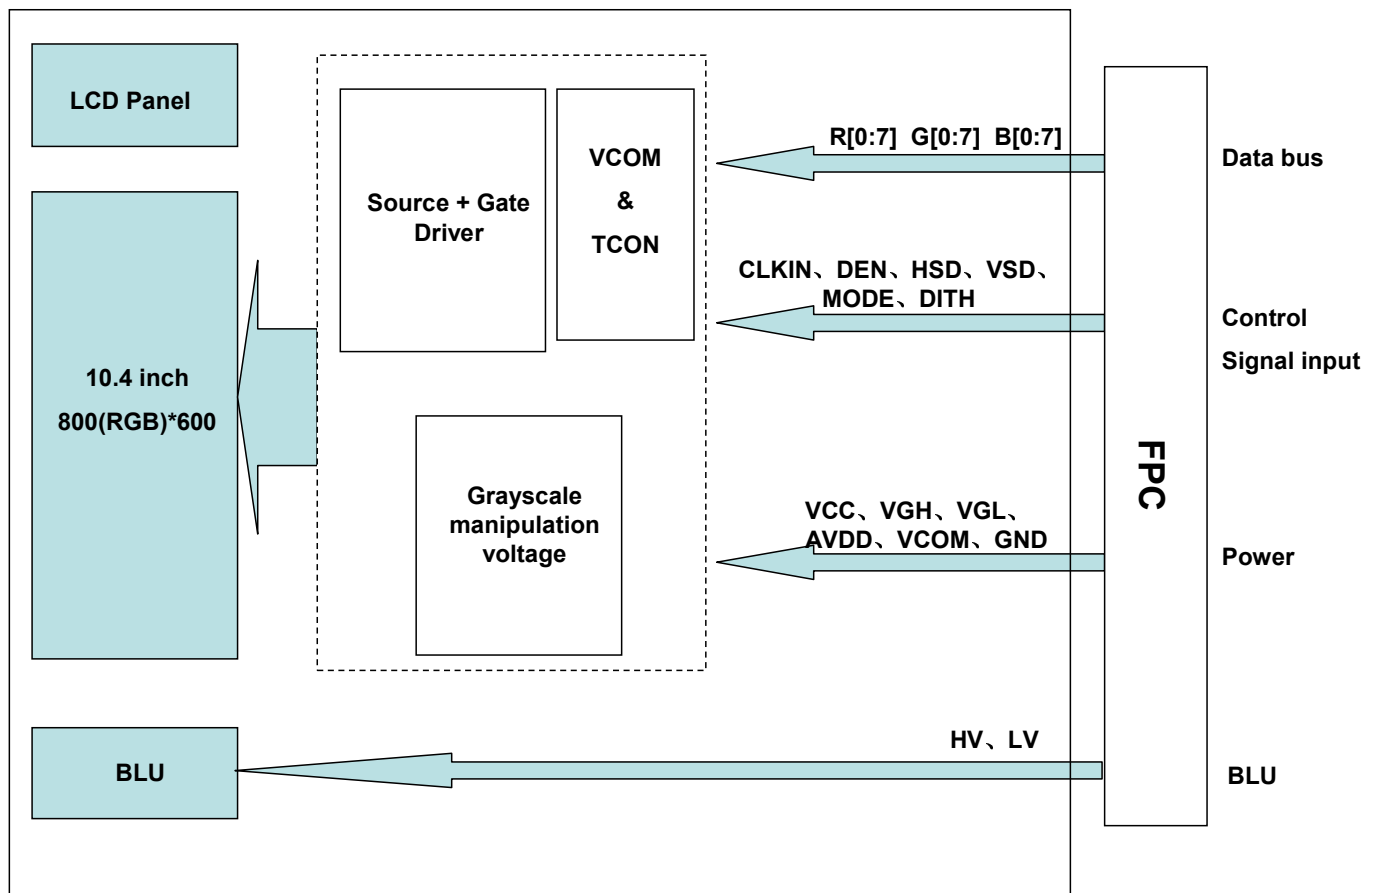 LCD Panel
R[0:7] G[0:7] B[0:7]
Data bus
Source + Gate
Driver
VCOM
&
TCON
CLKIN、DEN、HSD、VSD、
MODE、DITH
Control
Signal input
10.4 inch
800(RGB)*600
FPC
Grayscale
manipulation
voltage
VCC、VGH、VGL、
AVDD、VCOM、GND
Power
HV、LV
BLU
BLU